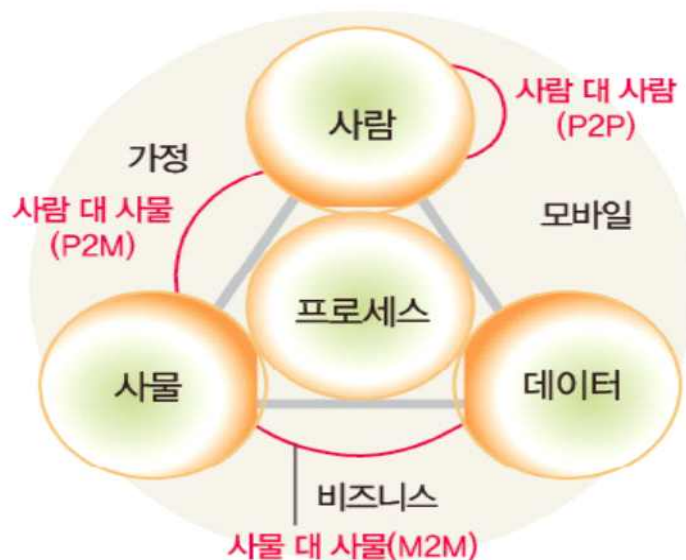 사람
사람 대 사람
(P2P)
가정
사람 대 사물
(P2M)
모바일
프로세스
사물
데이터
비즈니스
사물 대 사물(M2M)